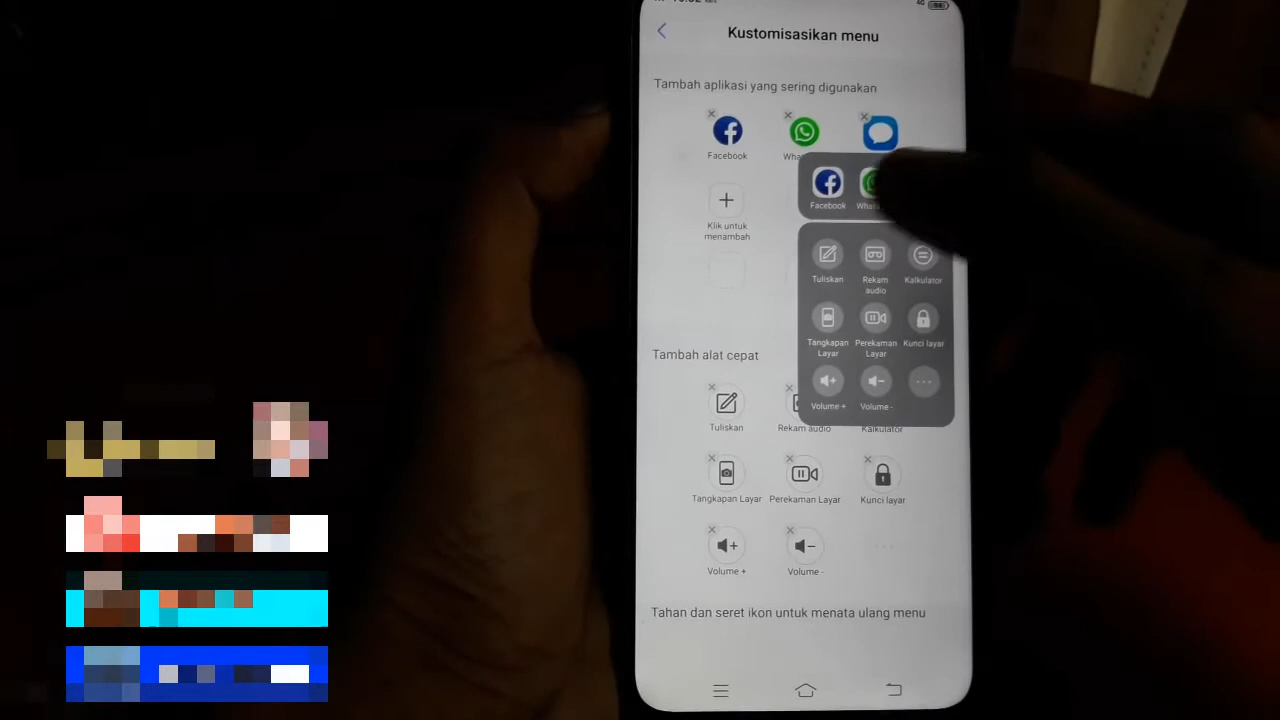 Kustomisasikan menu
Tambah aplikasi yang sering digunakan
Facebook
Klik untuk
menambah
Facebook
Tuliskan
Rekam
audio
Kalkulator
Tangkapan
Layar
Perekaman
Layar
Kunci layar
Volume +
Volume -
Tambah alat cepat
Tuliskan
Rekam audio
Kalkulator
Tangkapan Layar
Perekaman Layar
Kunci layar
Volume +
Volume -
Tahan dan seret ikon untuk menata ulang menu